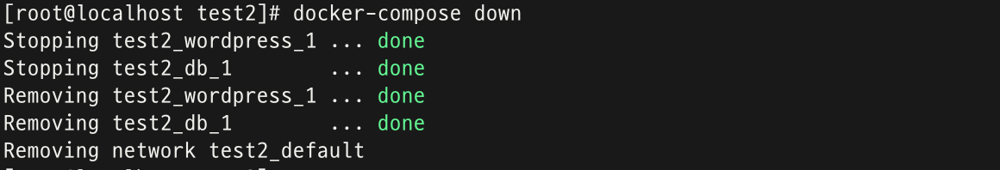 [root@localhost test2]# docker-compose down
Stopping test2_wordpress_1 ... done
Stopping test2_db_1        ... done
Removing test2_wordpress_1 ... done
Removing test2_db_1        ... done
Removing network test2_default